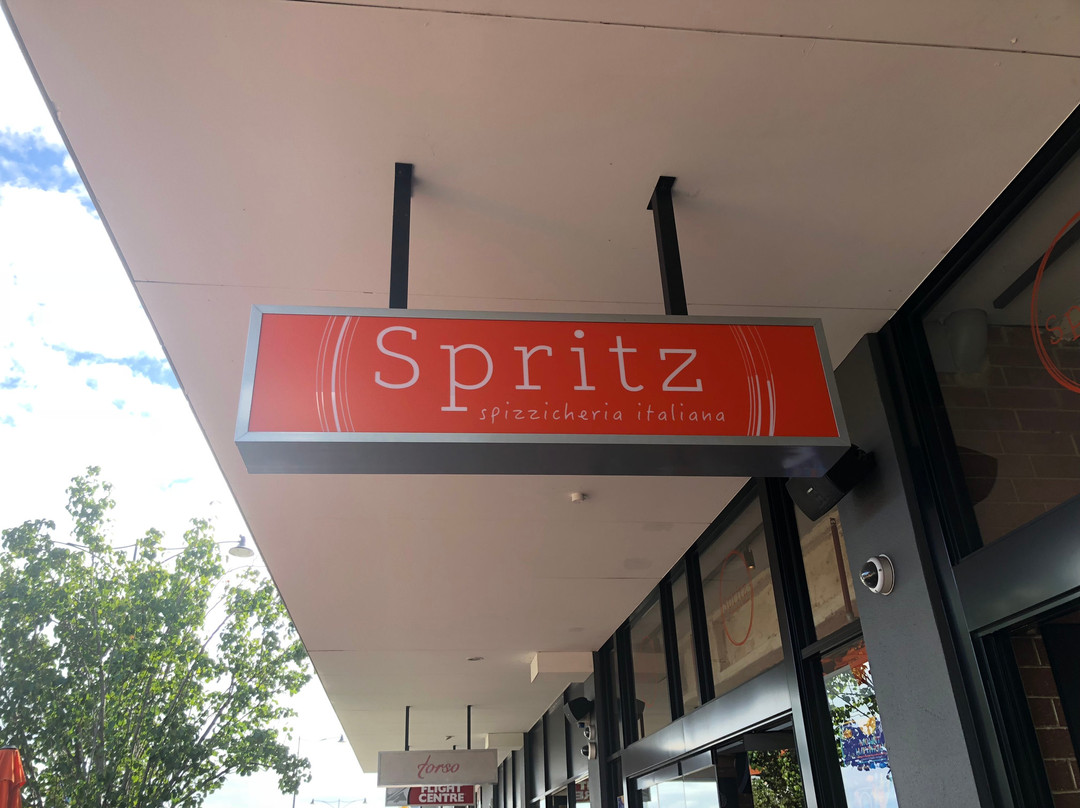 Spritz
spizzicheria italiana
torso
FLIGHT
CENTRE